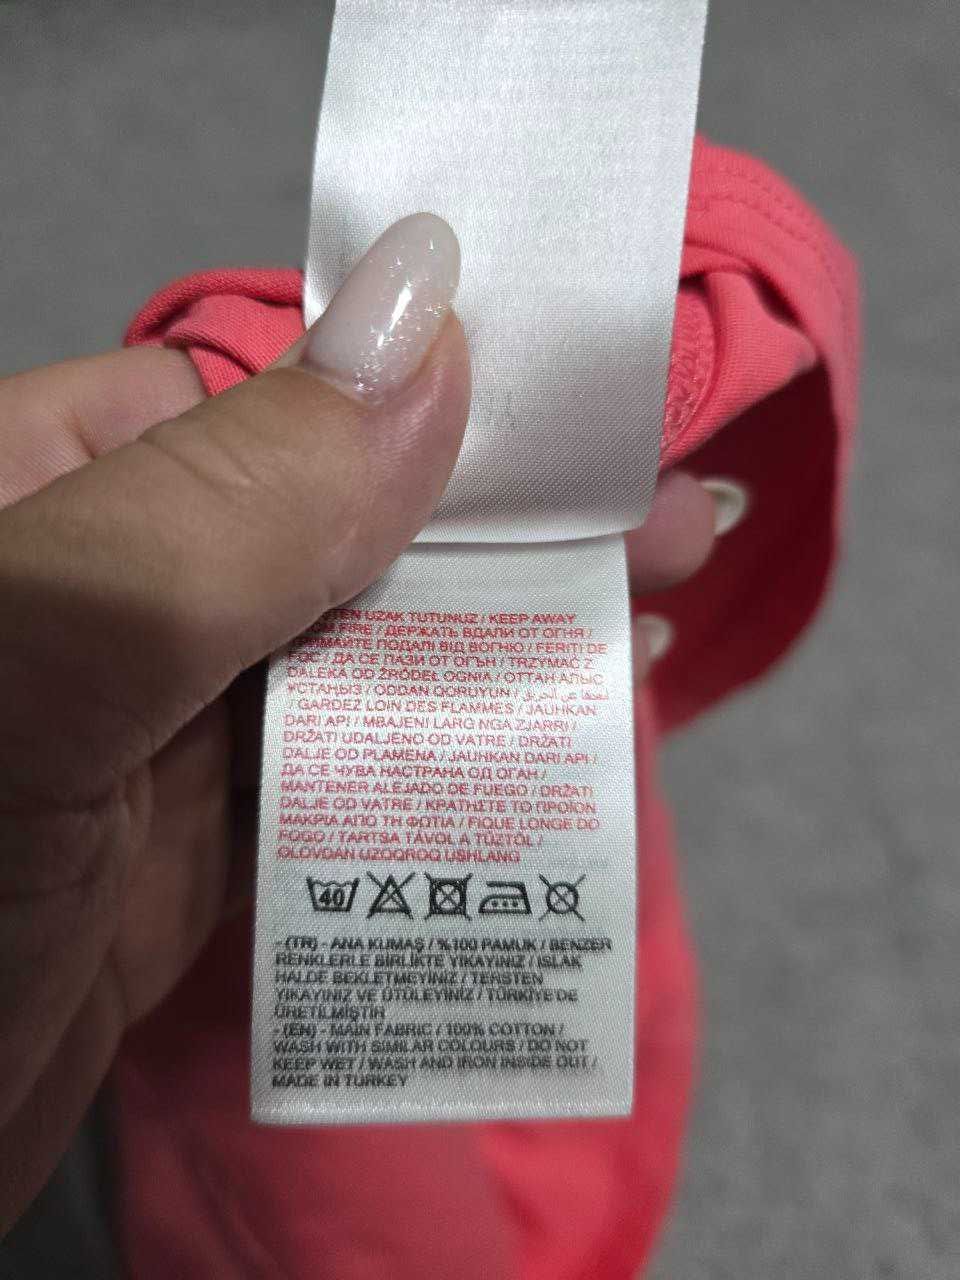 TEN UZAK TUTUNUZ / KEEP AWAY
FIRE / ДЕРЖАТЬ ВДАЛИ ОТ ОГНЯ /
ТРИМАЙТЕ ПОДАЛІ ВІД ВОГНЮ / FERITI DE
FOC / ДА СЕ ПАЗИ ОТ ОГЪН / TRZYMAĆ Z
DALEKA OD ŹRÓDEŁ OGNIA / ОТТАН АЛЫС
ҰСТАҢЫЗ / ODDAN QORUYUN /
/ GARDEZ LOIN DES FLAMMES / JAUHKAN
DARI API / MBAJENI LARG NGA ZJARRI /
DRŽATI UDALJENO OD VATRE / DRŽATI
DALJE OD PLAMENA / JAUHKAN DARI API /
ДА СЕ ЧУВА НАСТРАНА ОД ОГАН /
MANTENER ALEJADO DE FUEGO / DRŽATI
DALJE OD VATRE / ΚΡΑΤΗΣΤΕ ΤΟ ΠΡΟΪΟΝ
ΜΑΚΡΙΑ ΑΠΟ ΤΗ ΦΩΤΙΑ / FIQUE LONGE DO
FOGO / TARTSA TÁVOL A TŰZTŐL /
OLOVDAN UZOQROQ USHLANG
40
- (TR) - ANA KUMAŞ / %100 PAMUK / BENZER
RENKLERLE BİRLİKTE YIKAYINIZ / ISLAK
HALDE BEKLETMEYİNİZ / TERSTEN
YIKAYINIZ VE ÜTÜLEYİNİZ / TÜRKİYE'DE
ÜRETİLMİŞTİR
- (EN) - MAIN FABRIC / 100% COTTON /
WASH WITH SIMILAR COLOURS / DO NOT
KEEP WET / WASH AND IRON INSIDE OUT /
MADE IN TURKEY